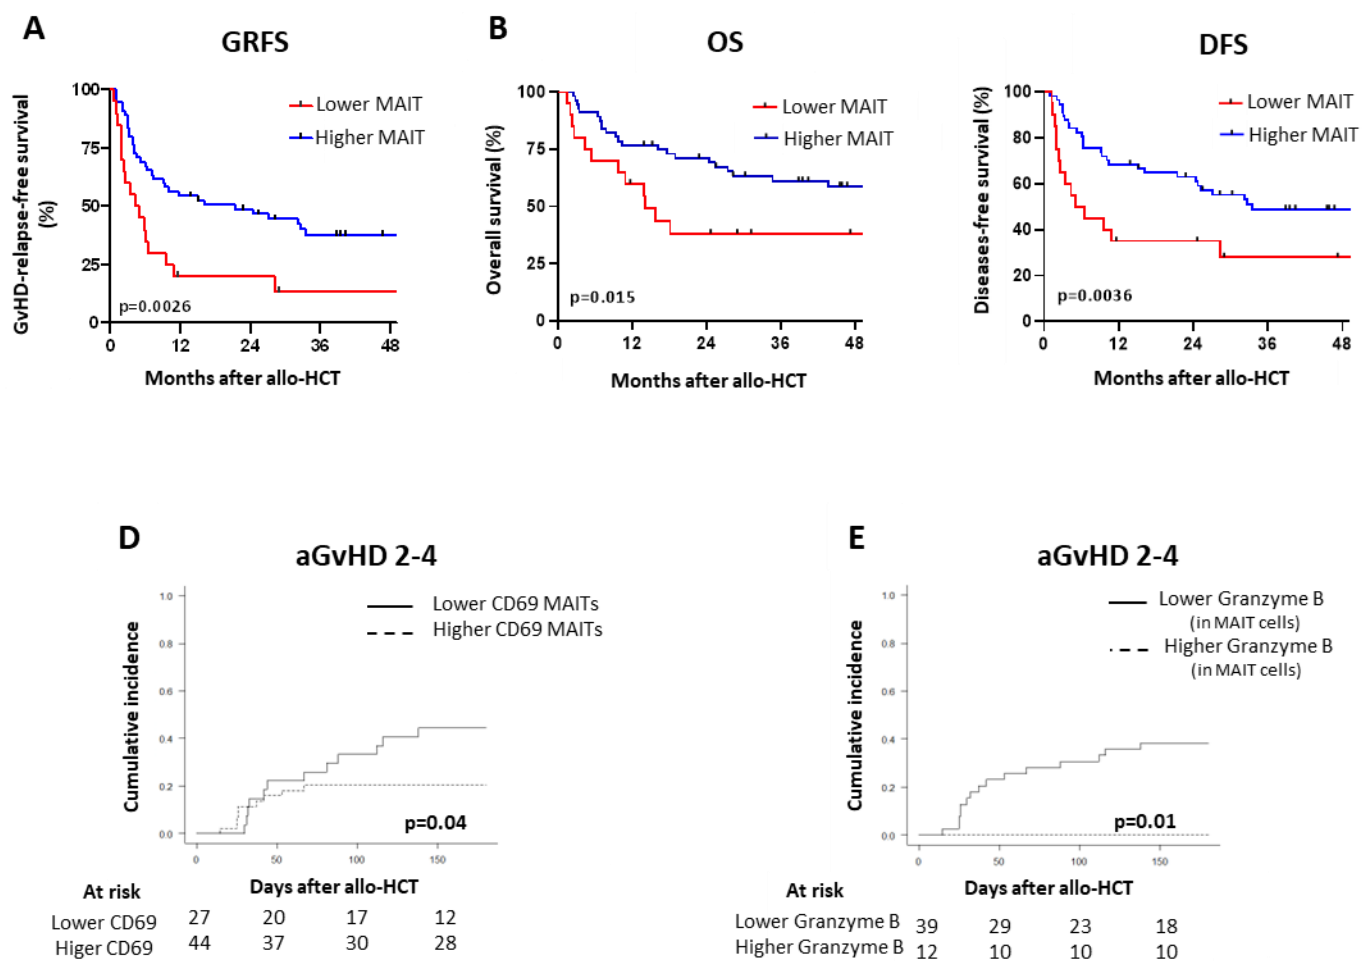 A
GRFS
GvHD-relapse-free survival
(%)
100
75
50
25
0
Lower MAIT
Higher MAIT
p=0.0026
0 12 24 36 48
Months after allo-HCT
B
OS
Overall survival (%)
100
75
50
25
0
Lower MAIT
Higher MAIT
p=0.015
0 12 24 36 48
Months after allo-HCT
DFS
Diseases-free survival (%)
100
80
60
40
20
0
Lower MAIT
Higher MAIT
p=0.0036
0 12 24 36 48
Months after allo-HCT
D
aGvHD 2-4
Cumulative incidence
1.0
0.8
0.6
0.4
0.2
0.0
Lower CD69 MAITs
Higher CD69 MAITs
p=0.04
0 50 100 150
Days after allo-HCT
At risk
Lower CD69 27 20 17 12
Higer CD69 44 37 30 28
E
aGvHD 2-4
Cumulative incidence
1.0
0.8
0.6
0.4
0.2
0.0
Lower Granzyme B
(in MAIT cells)
Higher Granzyme B
(in MAIT cells)
p=0.01
0 50 100 150
Days after allo-HCT
At risk
Lower Granzyme B 39 29 23 18
Higher Granzyme B 12 10 10 10